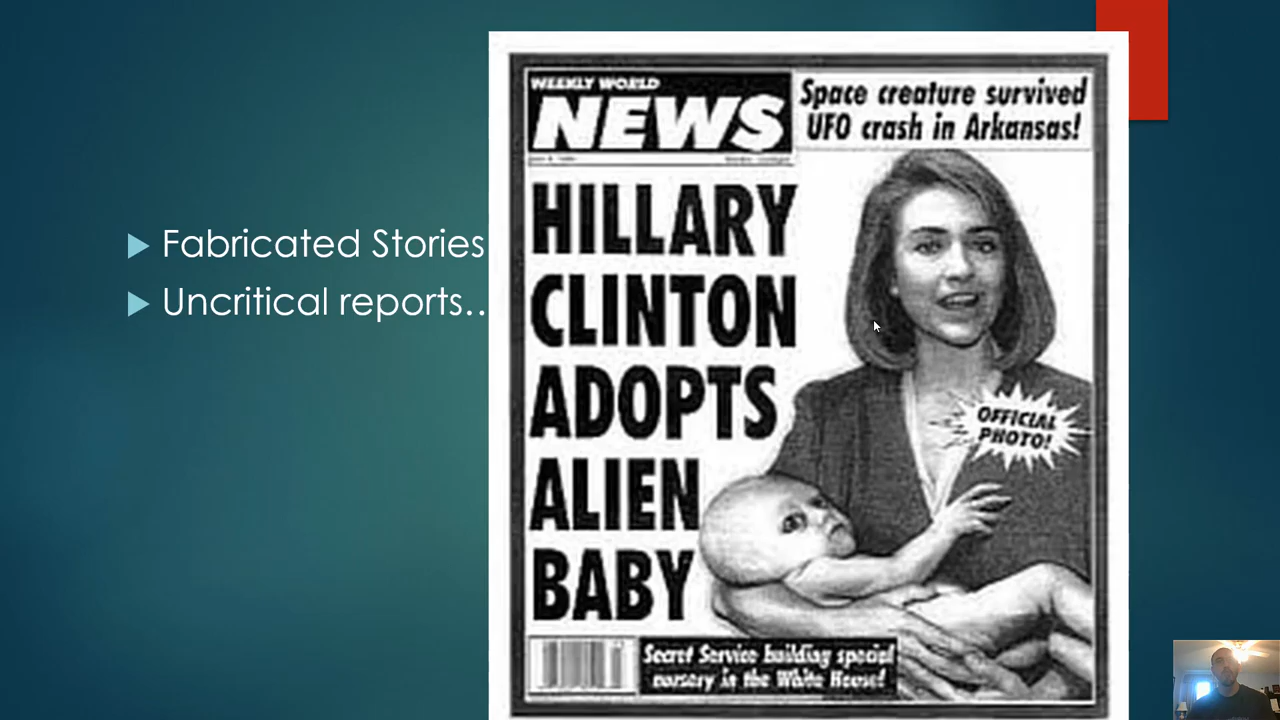 Fabricated Stories
Uncritical reports..
WEEKLY WORLD
NEWS
Space creature survived
UFO crash in Arkansas!
HILLARY
CLINTON
ADOPTS
ALIEN
BABY
OFFICIAL
PHOTO!
Secret Service building special
nursery in the White House!